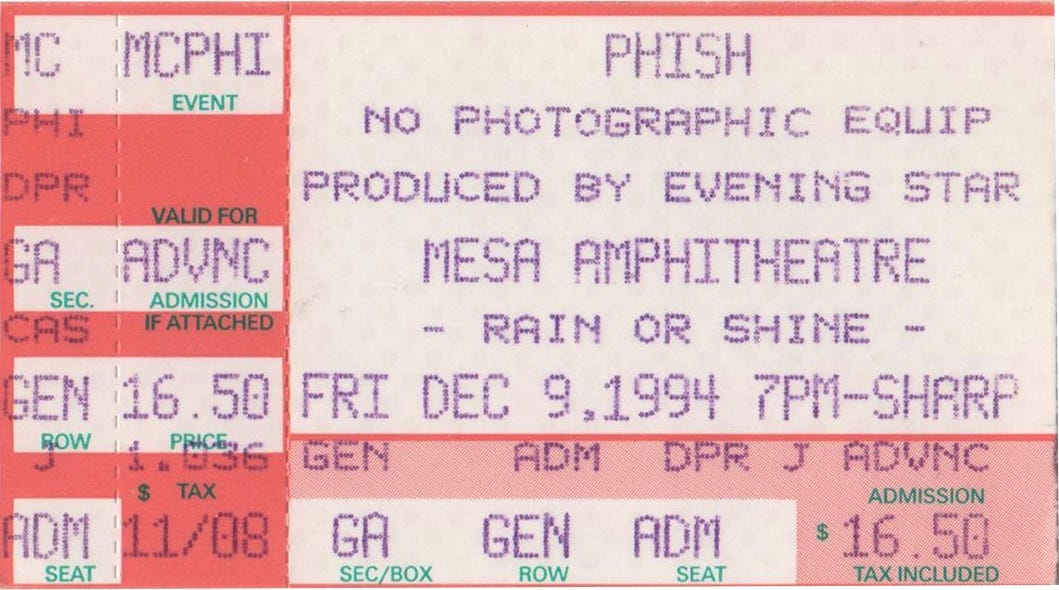 MC MCPHI
EVENT
PHI
DPR
VALID FOR
GA ADVNC
SEC. ADMISSION
IF ATTACHED
CAS
GEN 16.50
ROW PRICE
J 1.036
$ TAX
ADM 11/08
SEAT
PHISH
NO PHOTOGRAPHIC EQUIP
PRODUCED BY EVENING STAR
MESA AMPHITHEATRE
- RAIN OR SHINE -
FRI DEC 9,1994 7PM-SHARP
GEN ADM DPR J ADVNC
ADMISSION
GA GEN ADM $ 16.50
SEC/BOX ROW SEAT TAX INCLUDED